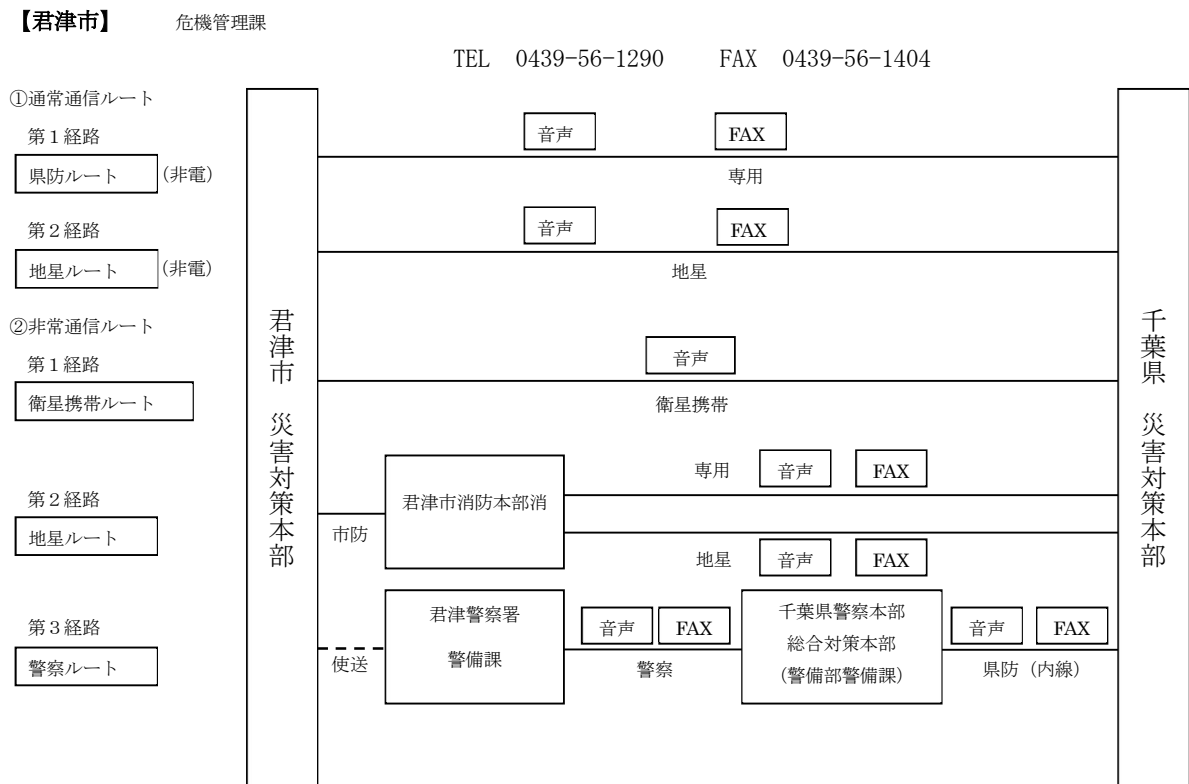 【君津市】 危機管理課
TEL 0439-56-1290 FAX 0439-56-1404
①通常通信ルート
第1経路
県防ルート (非電)
音声 FAX
専用
第2経路
地星ルート (非電)
音声 FAX
地星
②非常通信ルート
第1経路
衛星携帯ルート
音声
衛星携帯
第2経路
地星ルート
市防
君津市消防本部消
専用 音声 FAX
地星 音声 FAX
第3経路
警察ルート
使送
君津警察署
警備課
音声 FAX
警察
千葉県警察本部
総合対策本部
(警備部警備課)
音声 FAX
県防(内線)
君津市 災害対策本部
千葉県 災害対策本部